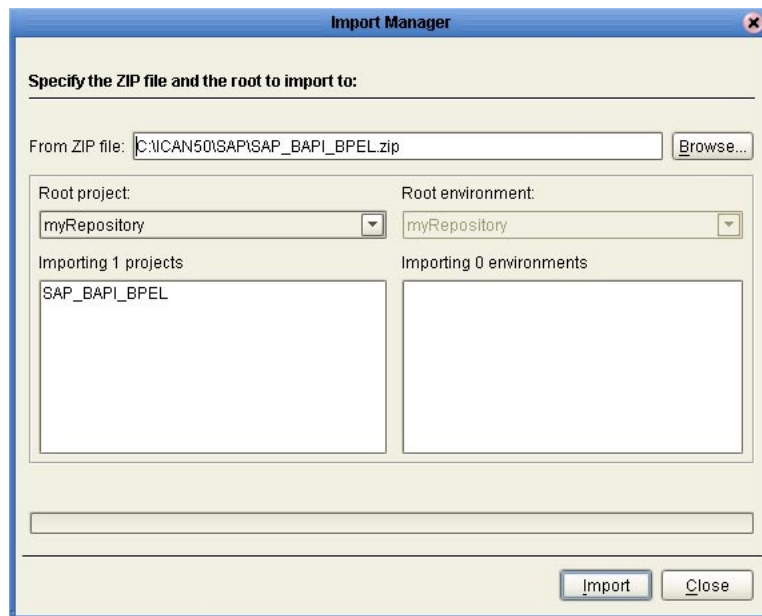 Import Manager
Specify the ZIP file and the root to import to:
From ZIP file: C:\ICAN50\SAP\SAP_BAPI_BPEL.zip Browse...
Root project: Root environment:
myRepository myRepository
Importing 1 projects Importing 0 environments
SAP_BAPI_BPEL
Import Close